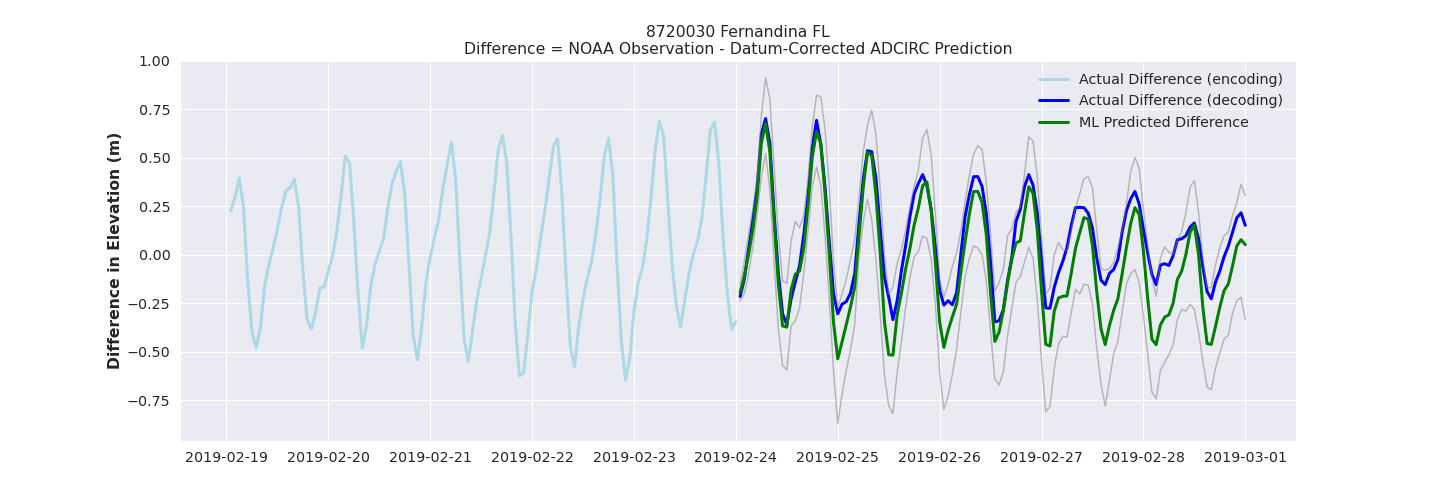 8720030 Fernandina FL
Difference = NOAA Observation - Datum-Corrected ADCIRC Prediction
Difference in Elevation (m)
1.00
0.75
0.50
0.25
0.00
−0.25
−0.50
−0.75
Actual Difference (encoding)
Actual Difference (decoding)
ML Predicted Difference
2019-02-19 2019-02-20 2019-02-21 2019-02-22 2019-02-23 2019-02-24 2019-02-25 2019-02-26 2019-02-27 2019-02-28 2019-03-01